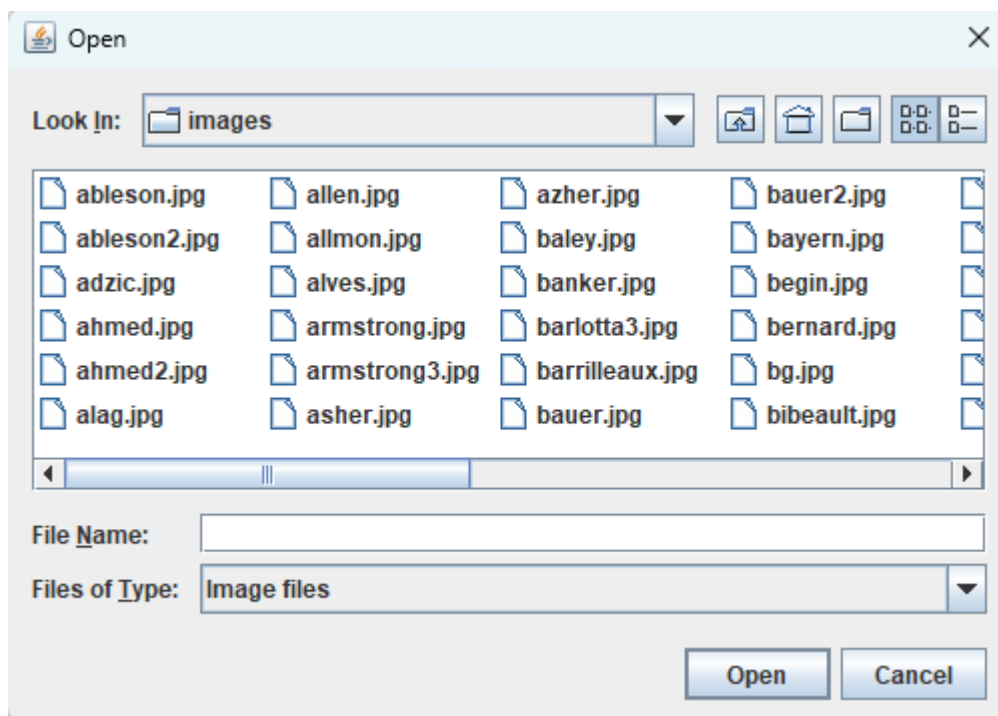 Open
Look In: images
ableson.jpg allen.jpg azher.jpg bauer2.jpg
ableson2.jpg allmon.jpg baley.jpg bayern.jpg
adzic.jpg alves.jpg banker.jpg begin.jpg
ahmed.jpg armstrong.jpg barlotta3.jpg bernard.jpg
ahmed2.jpg armstrong3.jpg barrilleaux.jpg bg.jpg
alag.jpg asher.jpg bauer.jpg bibeault.jpg
File Name:
Files of Type: Image files
Open Cancel